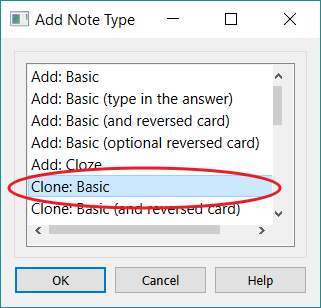 Add Note Type
Add: Basic
Add: Basic (type in the answer)
Add: Basic (and reversed card)
Add: Basic (optional reversed card)
Add: Cloze
Clone: Basic
Clone: Basic (and reversed card)
OK
Cancel
Help